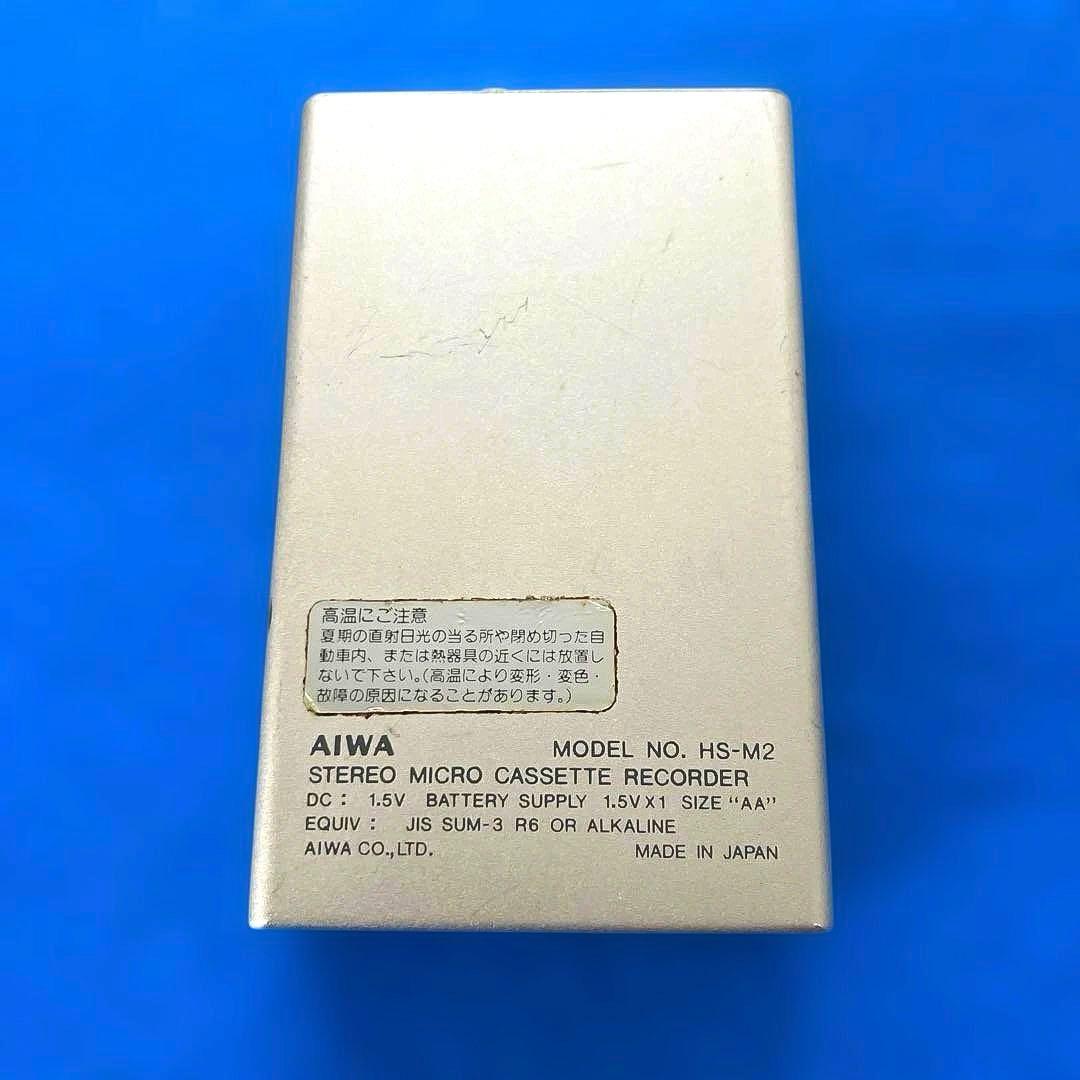 高温にご注意
夏期の直射日光の当る所や閉め切った自
動車内、または熱器具の近くには放置し
ないで下さい。(高温により変形・変色・
故障の原因になることがあります。)
AIWA MODEL NO. HS-M2
STEREO MICRO CASSETTE RECORDER
DC : 1.5V BATTERY SUPPLY 1.5V X 1 SIZE "AA"
EQUIV : JIS SUM-3 R6 OR ALKALINE
AIWA CO.,LTD. MADE IN JAPAN